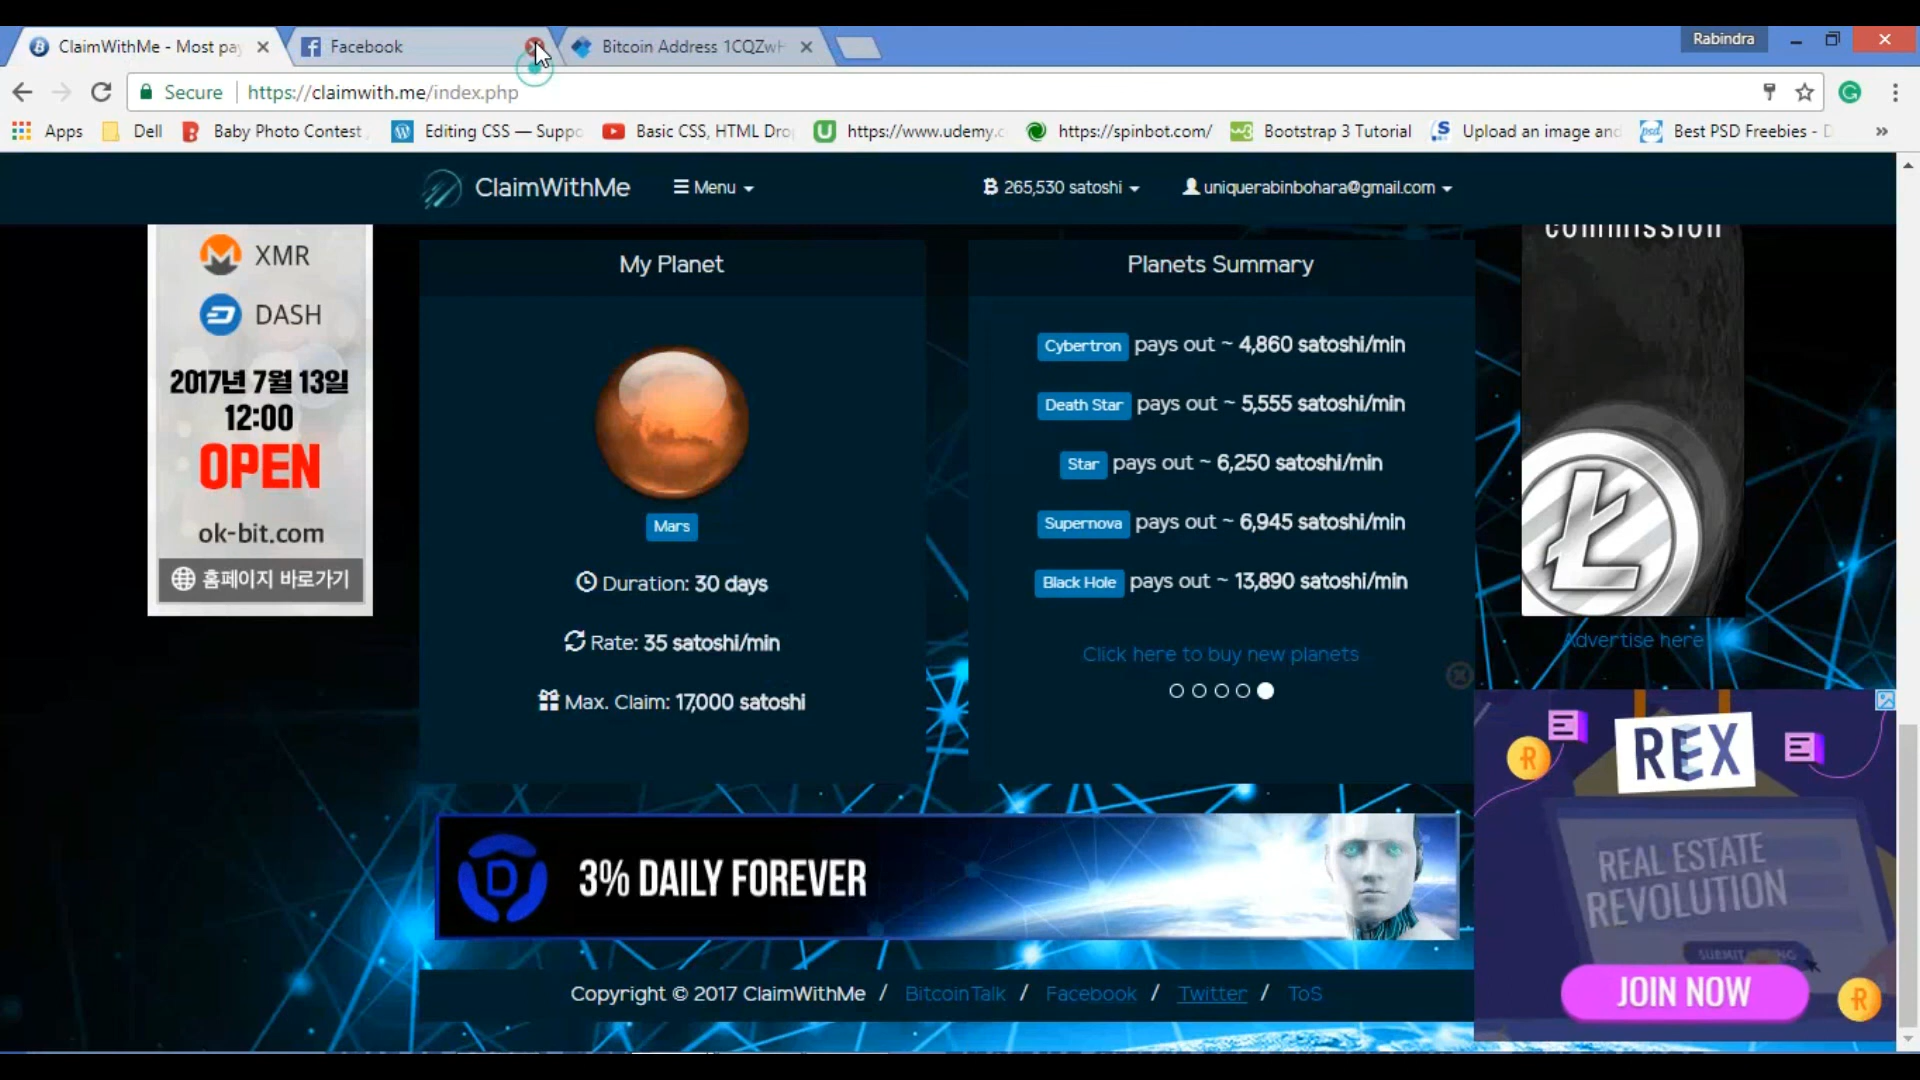 ClaimWithMe - Most pa
Facebook
Bitcoin Address 1CQZwH
Rabindra
Secure
https://claimwith.me/index.php
Apps
Dell
Baby Photo Contest
Editing CSS — Suppo
Basic CSS, HTML Dro
https://www.udemy.c
https://spinbot.com/
Bootstrap 3 Tutorial
Upload an image and
Best PSD Freebies - D
»
ClaimWithMe
Menu
265,530 satoshi
uniquerabinbohara@gmail.com
XMR
DASH
2017년 7월 13일
12:00
OPEN
ok-bit.com
홈페이지 바로가기
My Planet
Mars
Duration: 30 days
Rate: 35 satoshi/min
Max. Claim: 17,000 satoshi
Planets Summary
Cybertron pays out ~ 4,860 satoshi/min
Death Star pays out ~ 5,555 satoshi/min
Star pays out ~ 6,250 satoshi/min
Supernova pays out ~ 6,945 satoshi/min
Black Hole pays out ~ 13,890 satoshi/min
Click here to buy new planets
commission
Advertise here
REX
REAL ESTATE
REVOLUTION
JOIN NOW
3% DAILY FOREVER
Copyright © 2017 ClaimWithMe / BitcoinTalk / Facebook / Twitter / ToS